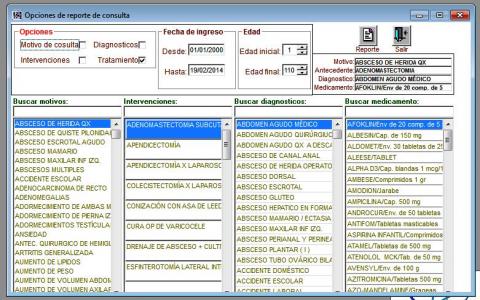 Opciones de reporte de consulta
Opciones
Motivo de cosulta
Diagnosticos
Intervenciones
Tratamiento
Fecha de ingreso
Desde: 01/01/2000
Hasta: 19/02/2014
Edad
Edad inicial: 1
Edad final: 110
Reporte
Salir
Motivo: ABSCESO DE HERIDA QX
Antecedente: ADENOMASTECTOMIA
Diagnostico: ABDOMEN AGUDO MÉDICO
Medicamento: AFOKLIN/Env de 20 comp. de 5
Buscar motivos:
ABSCESO DE HERIDA QX
ABSCESO DE QUISTE PLONIDAL
ABSCESO ESCROTAL AGUDO
ABSCESO MAMARIO
ABSCESO MAXILAR INF IZQ.
ABSCESOS MULTIPLES
ACCIDENTE ESCOLAR
ADENOCARCINOMA DE RECTO
ADENOMEGALIAS
ADORMECIMIENTO DE AMBAS M
ADORMECIMIENTO DE PIERNA IZ
ADORMECIMIENTOS TESTÍCULA
ANSIEDAD
ANTEC. QUIRURGICO DE HEMIGL
ARTRITIS GENERALIZADA
AUMENTO DE LIPIDOS
AUMENTO DE PESO
AUMENTO DE VOLUMEN ABDOM
AUMENTO DE VOLUMEN AXILAR
Intervenciones:
ADENOMASTECTOMIA SUBCUT
APENDICECTOMÍA
APENDICECTOMÍA X LAPAROSC
COLECISTECTOMÍA X LAPAROS
CONIZACIÓN CON ASA DE LEED
CURA OP DE VARICOCELE
DRENAJE DE ABSCESO + CULTI
ESFINTEROTOMÍA LATERAL INT
Buscar diagnosticos:
ABDOMEN AGUDO MÉDICO
ABDOMEN AGUDO QUIRÚRGIC
ABDOMEN AGUDO QX A DESCA
ABSCESO DE CANAL ANAL
ABSCESO DE HERIDA OPERATO
ABSCESO DORSAL
ABSCESO ESCROTAL
ABSCESO GLUTEO
ABSCESO HEPATICO EN FORMA
ABSCESO MAMARIO / ECTASIA
ABSCESO MAXILAR INF IZQ.
ABSCESO PERIANAL Y PERINEA
ABSCESO PLANTAR ( I )
ABSCESO TUBO OVÁRICO BILA
ACCIDENTE DOMÉSTICO
ACCIDENTE ESCOLAR
ACCIDENTE LABORAL
Buscar medicamento:
AFOKLIN/Env de 20 comp. de 5
ALBESIN/Cap. de 150 mg
ALDOMET/Env. 30 tabletas de 25
ALEESE/TABLET
ALPHA D3/Cap. blandas 1 mcg/1
AMBESE/Comprimidos 1 gr
AMODION/Jarabe
AMPICILINA/Cap. 500 mg
ANDROCUR/Env. de 50 tabletas
ANTIFOM/Tabletas masticables
ASPRINA INFANTIL/Comprimidos
ATAMEL/Tabletas de 500 mg
ATENOLOL MCK/Tab. de 50 mg
AVENSYL/Env. de 100 g
AZITROMICINA/Tabletas 500 mg
AZO-MANDELAMINE/Grageas